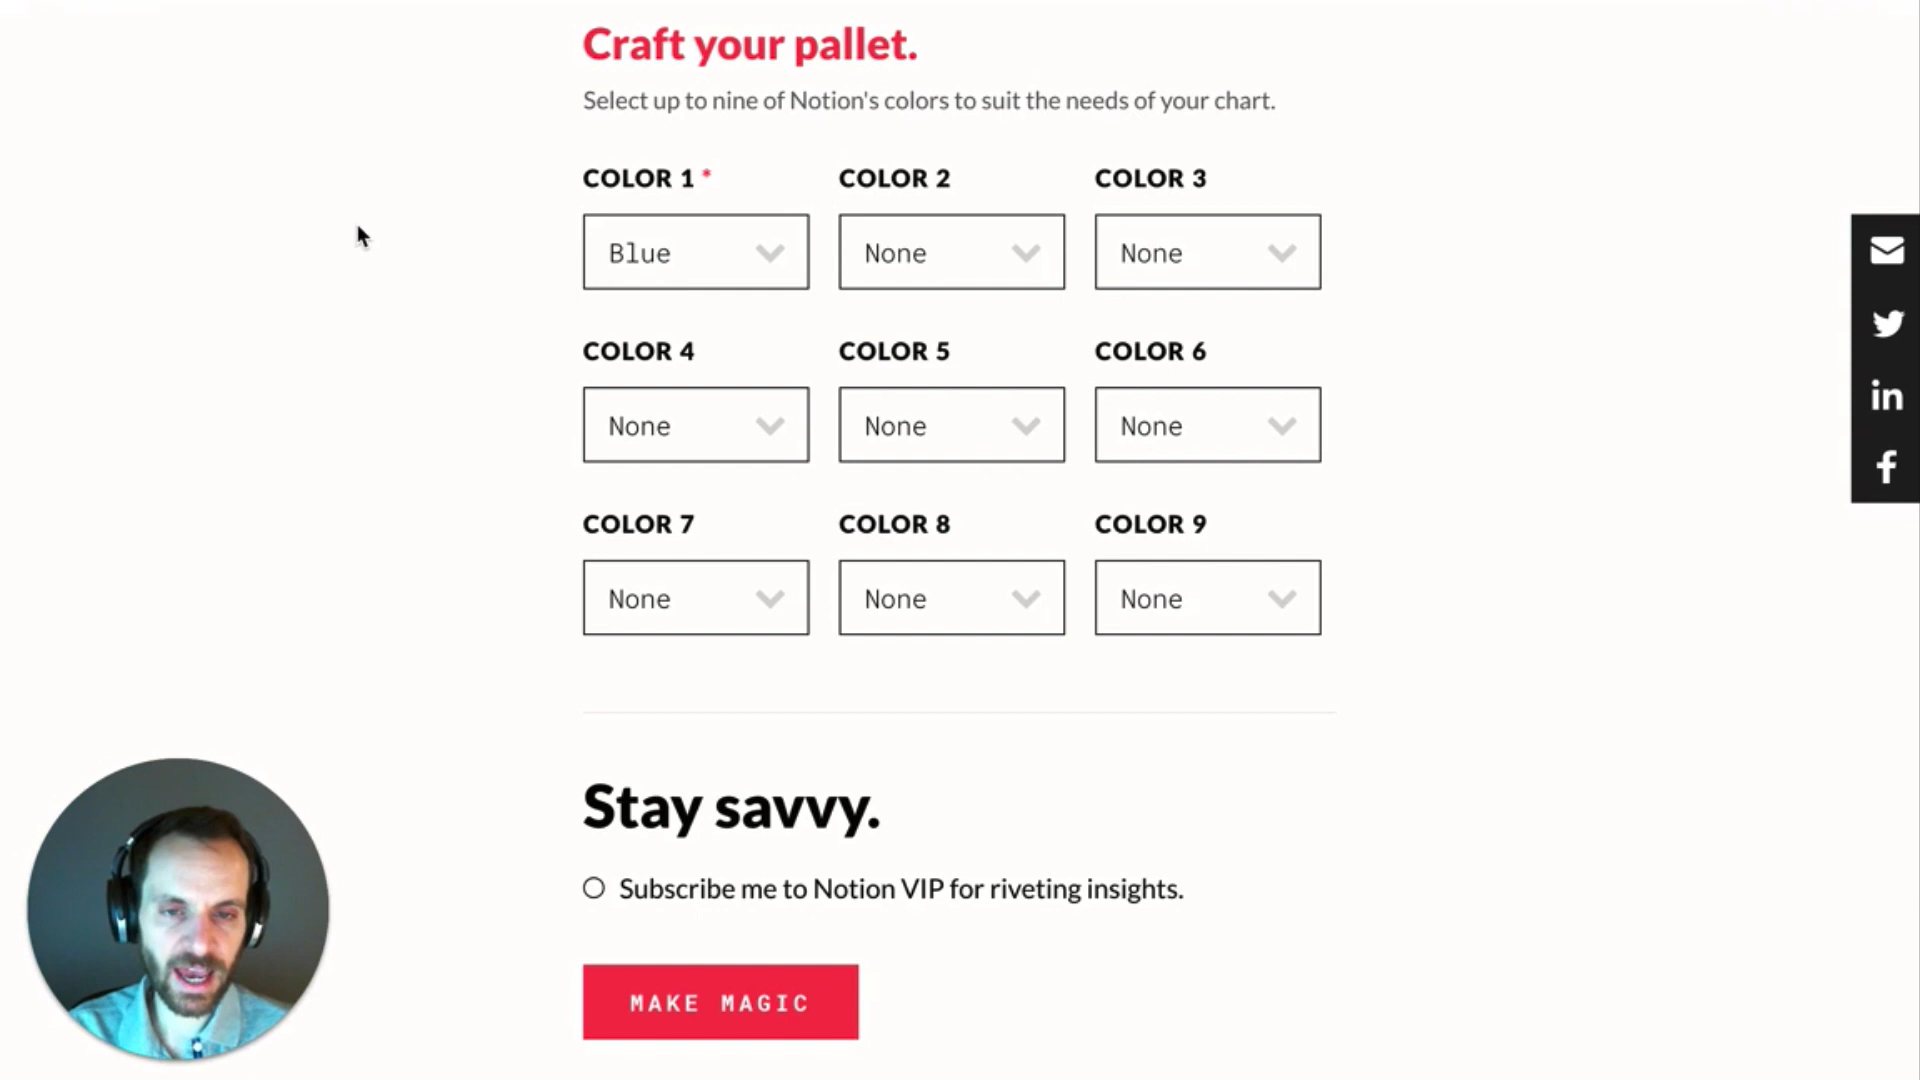 Craft your pallet.
Select up to nine of Notion's colors to suit the needs of your chart.
COLOR 1 *
COLOR 2
COLOR 3
Blue
None
None
COLOR 4
COLOR 5
COLOR 6
None
None
None
COLOR 7
COLOR 8
COLOR 9
None
None
None
Stay savvy.
Subscribe me to Notion VIP for riveting insights.
MAKE MAGIC